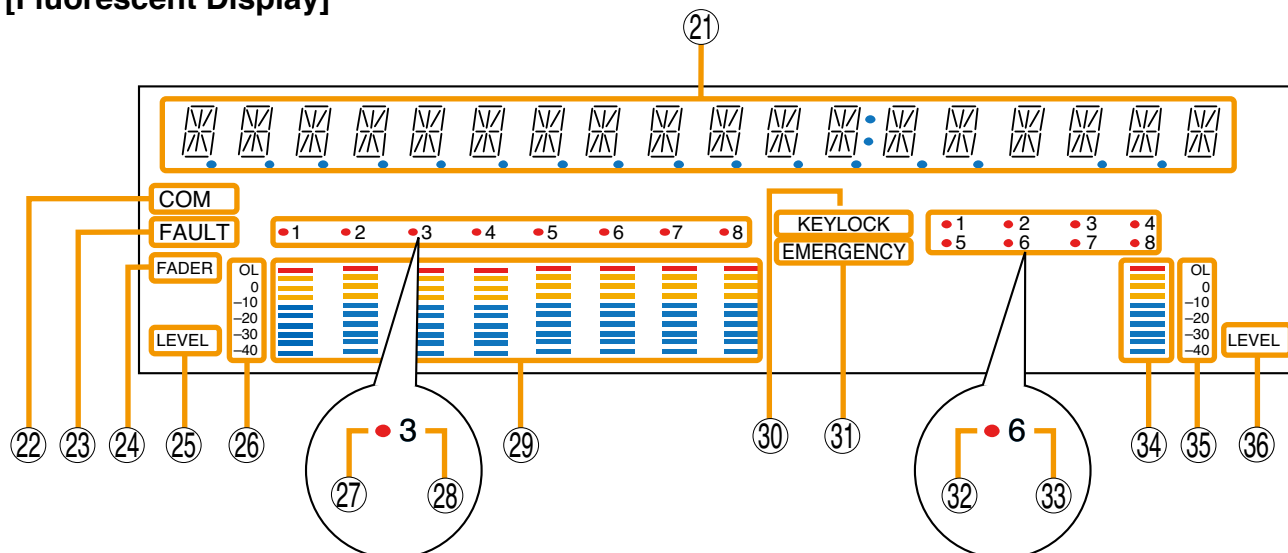 [Fluorescent Display]
㉑
COM
FAULT
1 2 3 4 5 6 7 8
KEYLOCK
EMERGENCY
1 2 3 4
5 6 7 8
FADER
OL
0
–10
–20
–30
–40
LEVEL
OL
0
–10
–20
–30
–40
LEVEL
㉒ ㉓ ㉔ ㉕ ㉖
3
㉗ ㉘
㉙
㉚ ㉛
6
㉜ ㉝
㉞ ㉟ ㊱